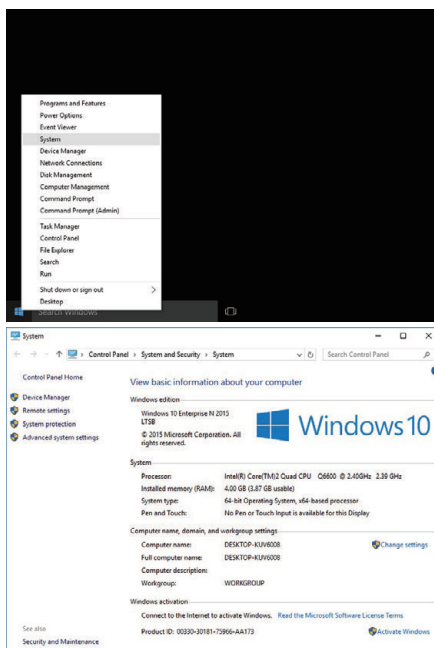 Programs and Features
Power Options
Event Viewer
System
Device Manager
Network Connections
Disk Management
Computer Management
Command Prompt
Command Prompt (Admin)
Task Manager
Control Panel
File Explorer
Search
Run
Shut down or sign out
Desktop
Search Windows
System
Control Panel › System and Security › System
Search Control Panel
Control Panel Home
Device Manager
Remote settings
System protection
Advanced system settings
View basic information about your computer
Windows edition
Windows 10 Enterprise N 2015
LTSB
© 2015 Microsoft Corporation. All
rights reserved.
Windows 10
System
Processor: Intel(R) Core(TM)2 Quad CPU Q6600 @ 2.40GHz 2.39 GHz
Installed memory (RAM): 4.00 GB (3.87 GB usable)
System type: 64-bit Operating System, x64-based processor
Pen and Touch: No Pen or Touch Input is available for this Display
Computer name, domain, and workgroup settings
Computer name: DESKTOP-KUV6008
Change settings
Full computer name: DESKTOP-KUV6008
Computer description:
Workgroup: WORKGROUP
Windows activation
Connect to the Internet to activate Windows. Read the Microsoft Software License Terms
Product ID: 00330-30181-75966-AA173
Activate Windows
See also
Security and Maintenance